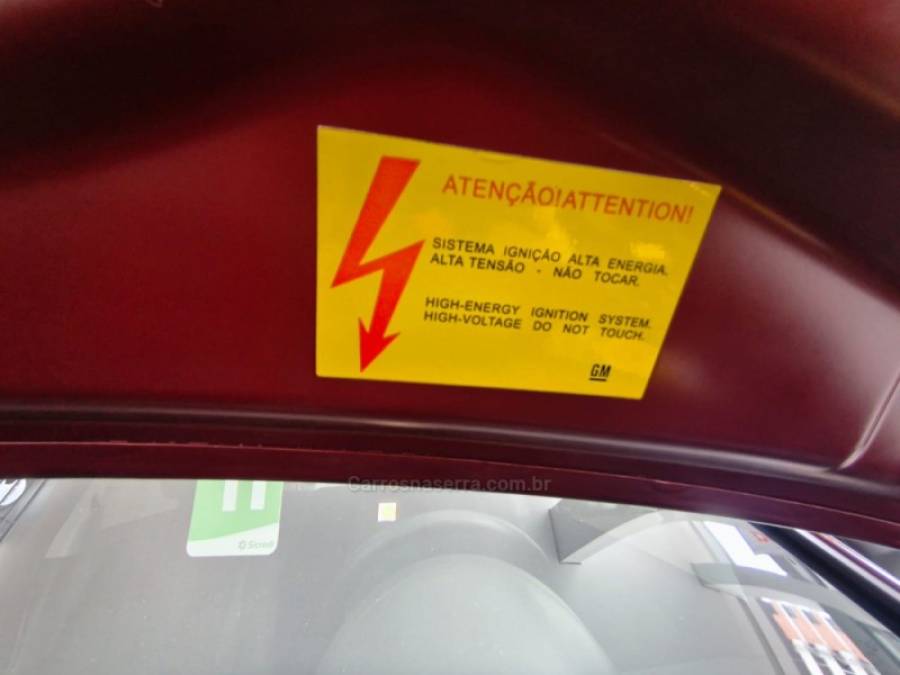 ATENÇÃO!ATTENTION!
SISTEMA IGNIÇÃO ALTA ENERGIA.
ALTA TENSÃO - NÃO TOCAR.
HIGH-ENERGY IGNITION SYSTEM.
HIGH-VOLTAGE DO NOT TOUCH.
GM
Carrosnaserra.com.br
Sicredi